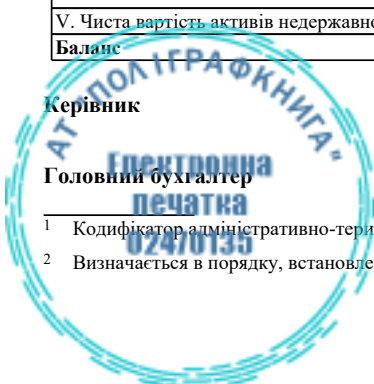 V. Чиста вартість активів недержавно
Баланс
АТ "ПОЛІГРАФКНИГА"
Керівник
Головний бухгалтер
Електронна
печатка
02470135
1 Кодифікатор адміністративно-тери
2 Визначається в порядку, встановле